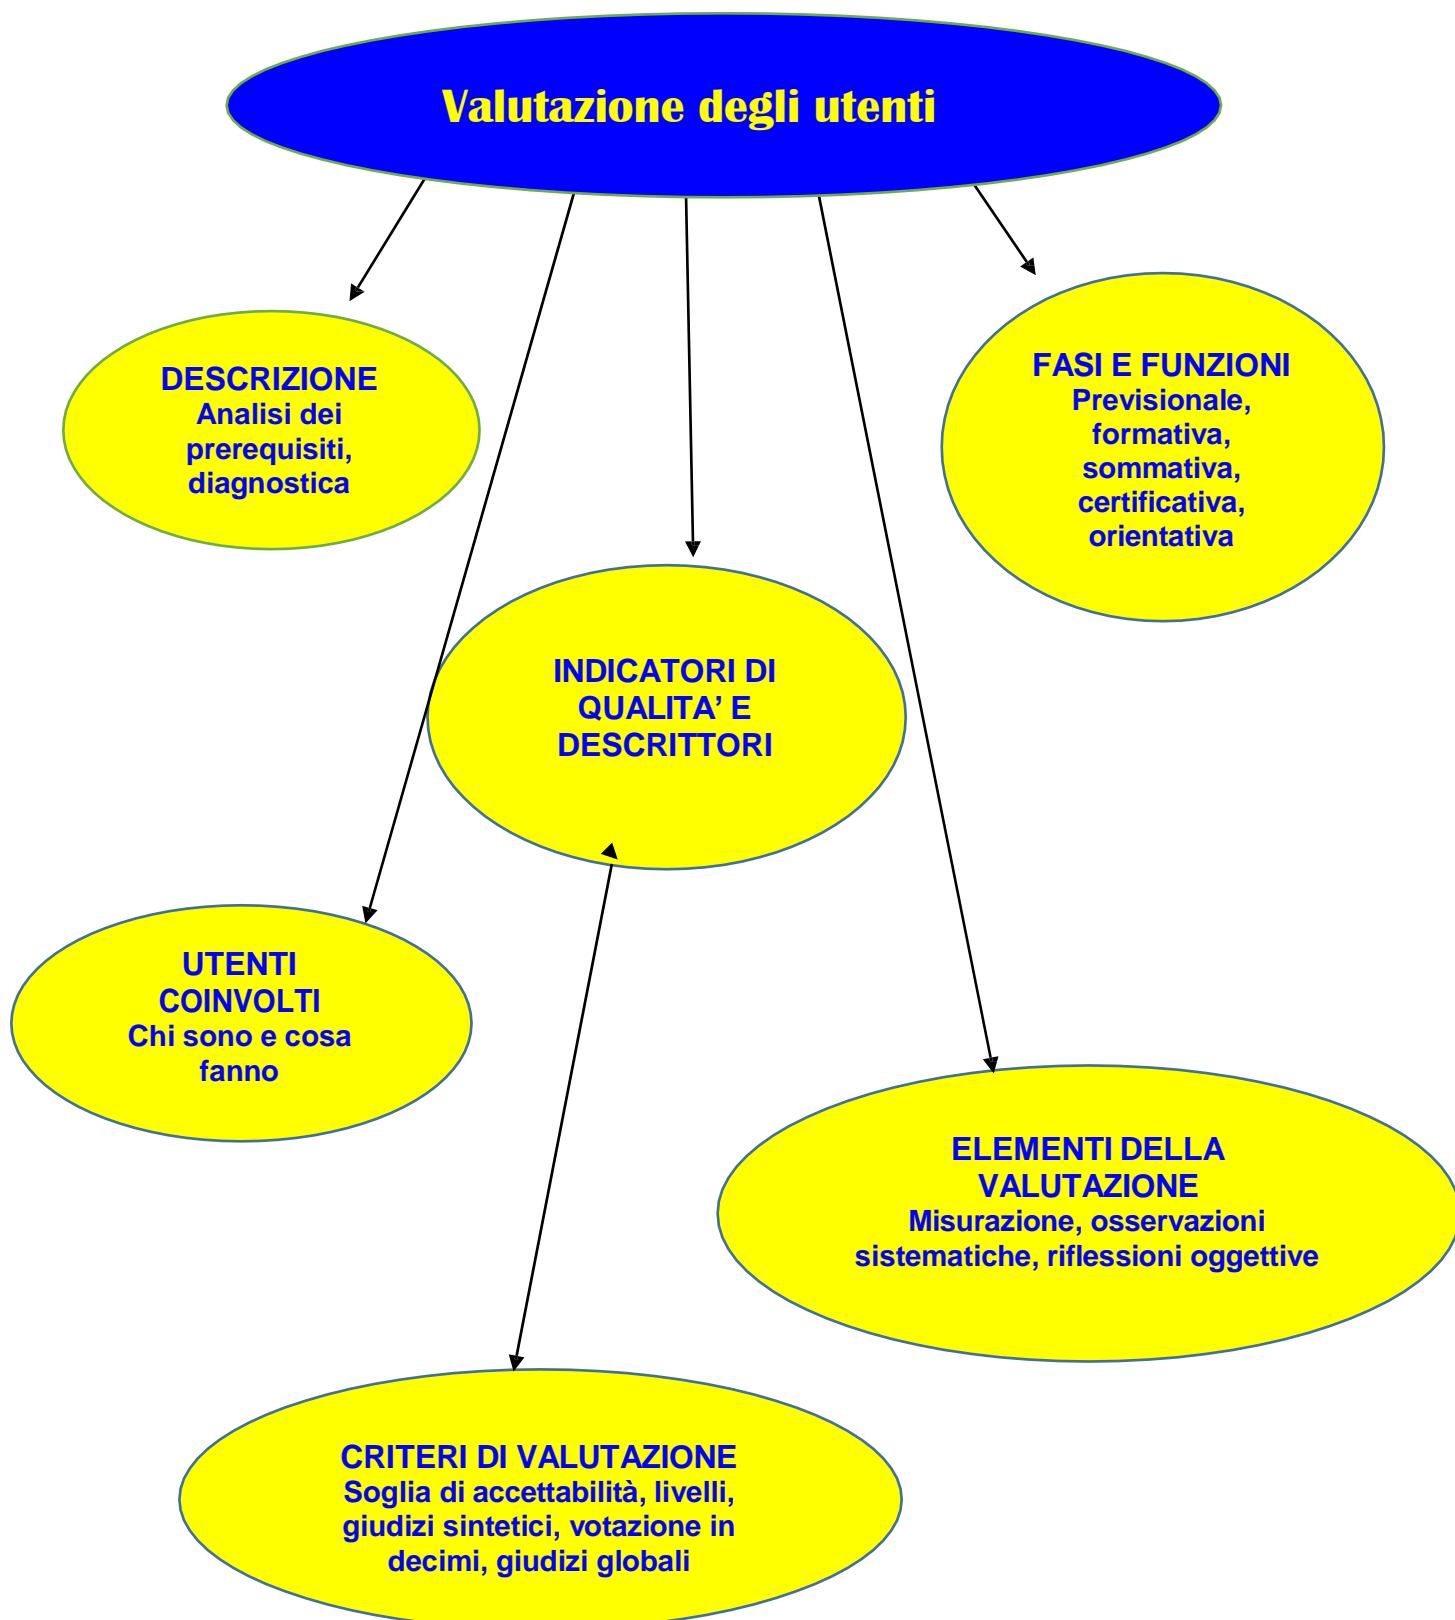 Valutazione degli utenti
DESCRIZIONE
Analisi dei
prerequisiti,
diagnostica
FASI E FUNZIONI
Previsionale,
formativa,
sommativa,
certificativa,
orientativa
INDICATORI DI
QUALITA’ E
DESCRITTORI
UTENTI
COINVOLTI
Chi sono e cosa
fanno
ELEMENTI DELLA
VALUTAZIONE
Misurazione, osservazioni
sistematiche, riflessioni oggettive
CRITERI DI VALUTAZIONE
Soglia di accettabilità, livelli,
giudizi sintetici, votazione in
decimi, giudizi globali